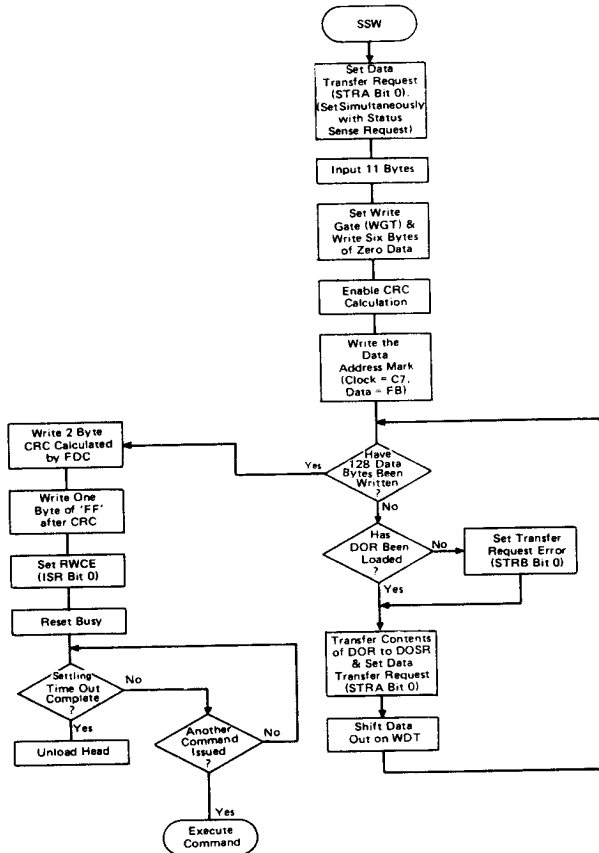 SSW
Set Data
Transfer Request
(STRA Bit 0).
(Set Simultaneously
with Status
Sense Request)
Input 11 Bytes
Set Write
Gate (WGT) &
Write Six Bytes
of Zero Data
Enable CRC
Calculation
Write the
Data
Address Mark
(Clock = C7,
Data = FB)
Have
128 Data
Bytes Been
Written
?
Yes
No
Has
DOR Been
Loaded
?
No
Yes
Set Transfer
Request Error
(STRB Bit 0)
Transfer Contents
of DOR to DOSR
& Set Data
Transfer Request
(STRA Bit 0)
Shift Data
Out on WDT
Write 2 Byte
CRC Calculated
by FDC
Write One
Byte of 'FF'
after CRC
Set RWCE
(ISR Bit 0)
Reset Busy
Settling
Time Out
Complete
?
No
Yes
Unload Head
Another
Command
Issued
?
No
Yes
Execute
Command